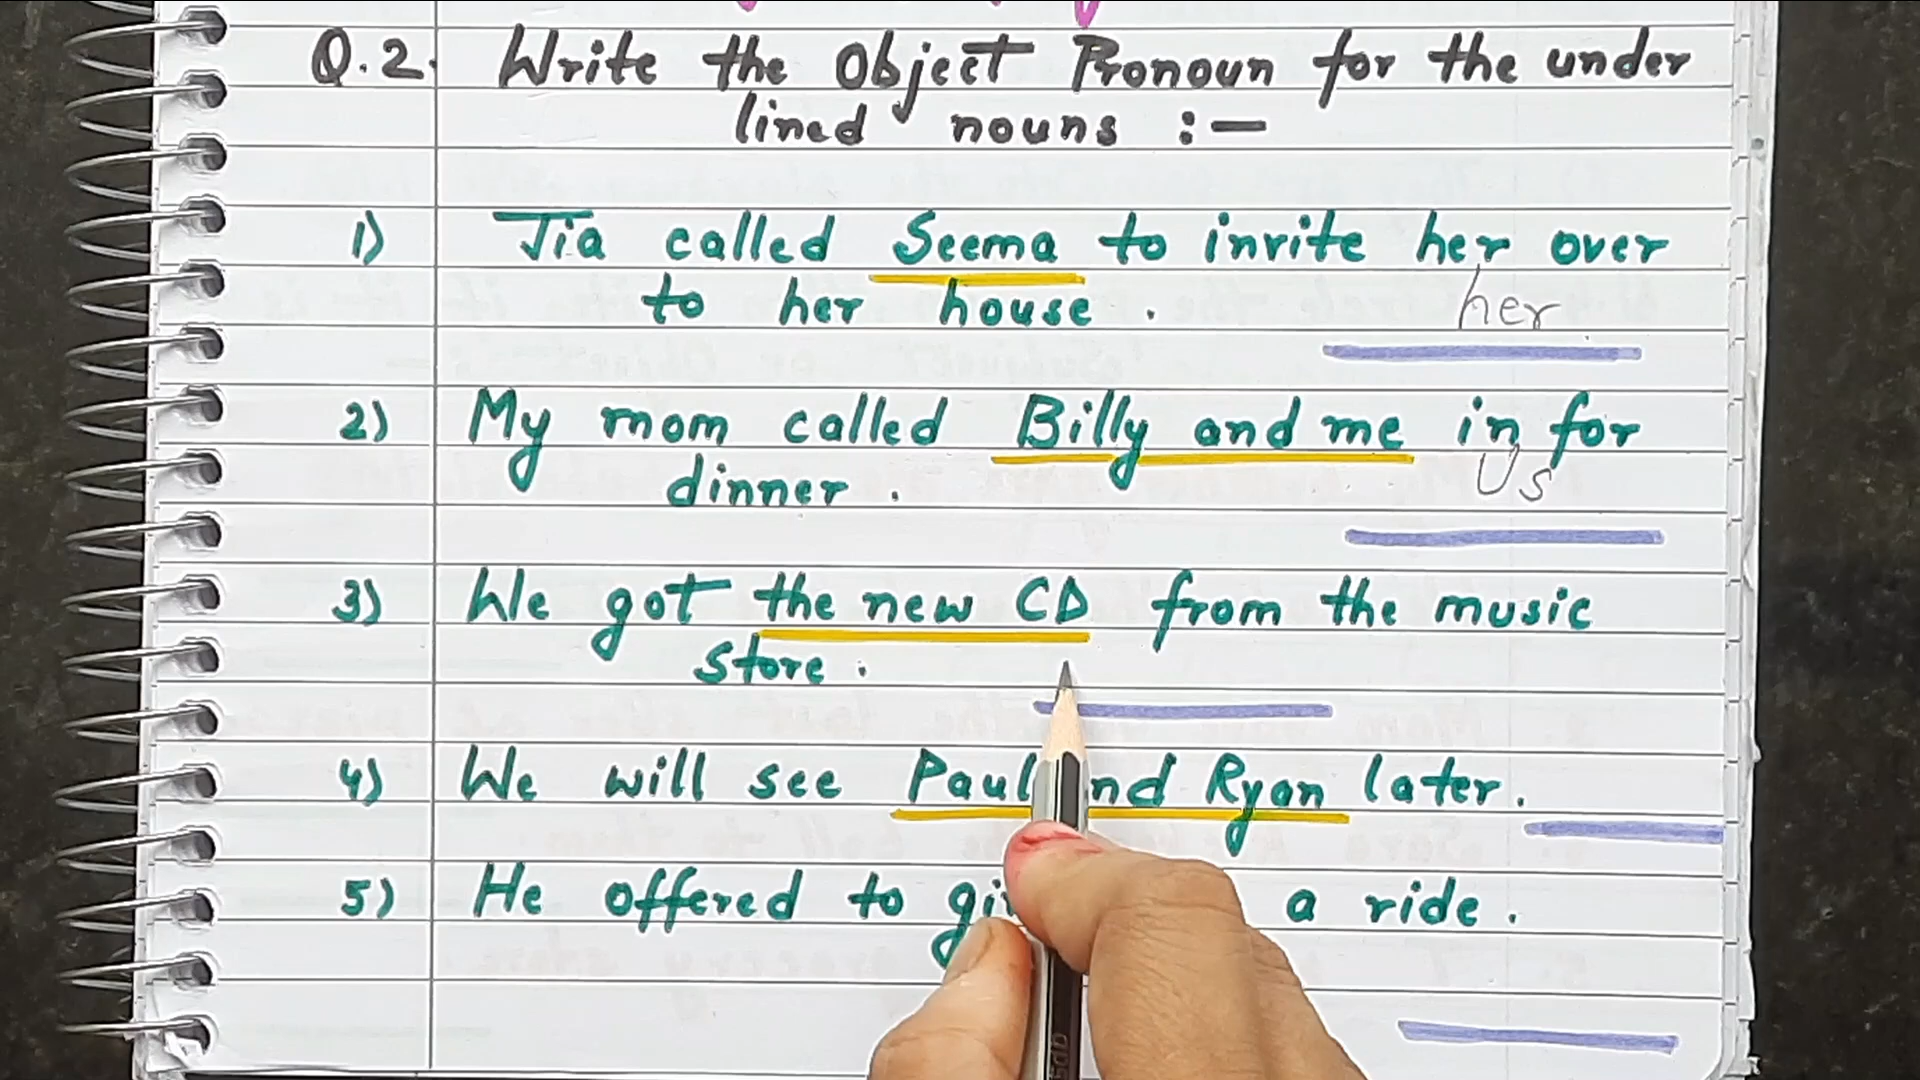 Q.2. Write the Object Pronoun for the under
lined nouns :-
1) Jia called Seema to invite her over
to her house .
her
2) My mom called Billy and me in for
dinner .
Us
3) We got the new CD from the music
store .
4) We will see Paul Ryan later.
5) He offered to a ride .